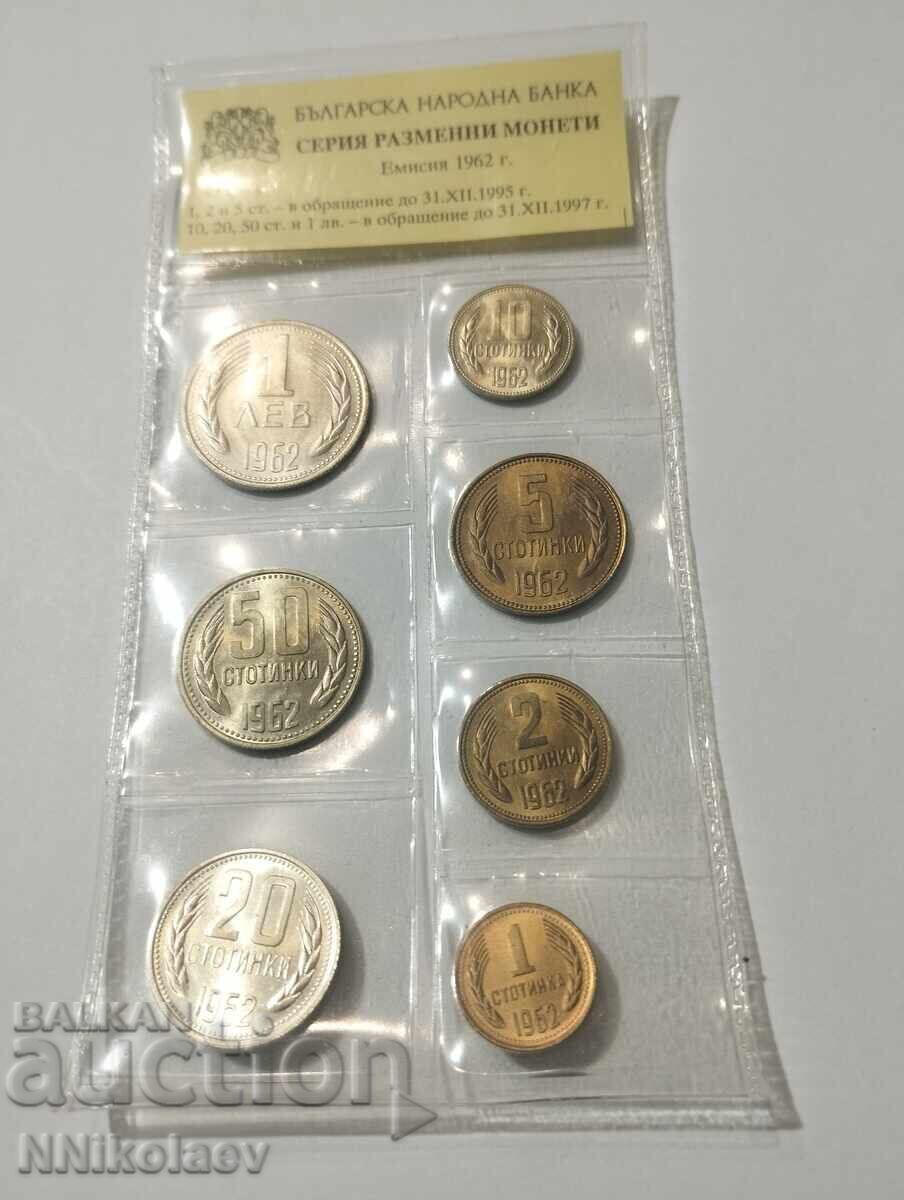 БЪЛГАРСКА НАРОДНА БАНКА
СЕРИЯ РАЗМЕННИ МОНЕТИ
Емисия 1962 г.
1, 2 и 5 ст. – в обращение до 31.XII.1995 г.
10, 20, 50 ст. и 1 лв. – в обращение до 31.XII.1997 г.
1
ЛЕВ
1962
10
СТОТИНКИ
1962
5
СТОТИНКИ
1962
50
СТОТИНКИ
1962
2
СТОТИНКИ
1962
20
СТОТИНКИ
1962
1
СТОТИНКА
1962
BALKAN
auction
NNikolaev